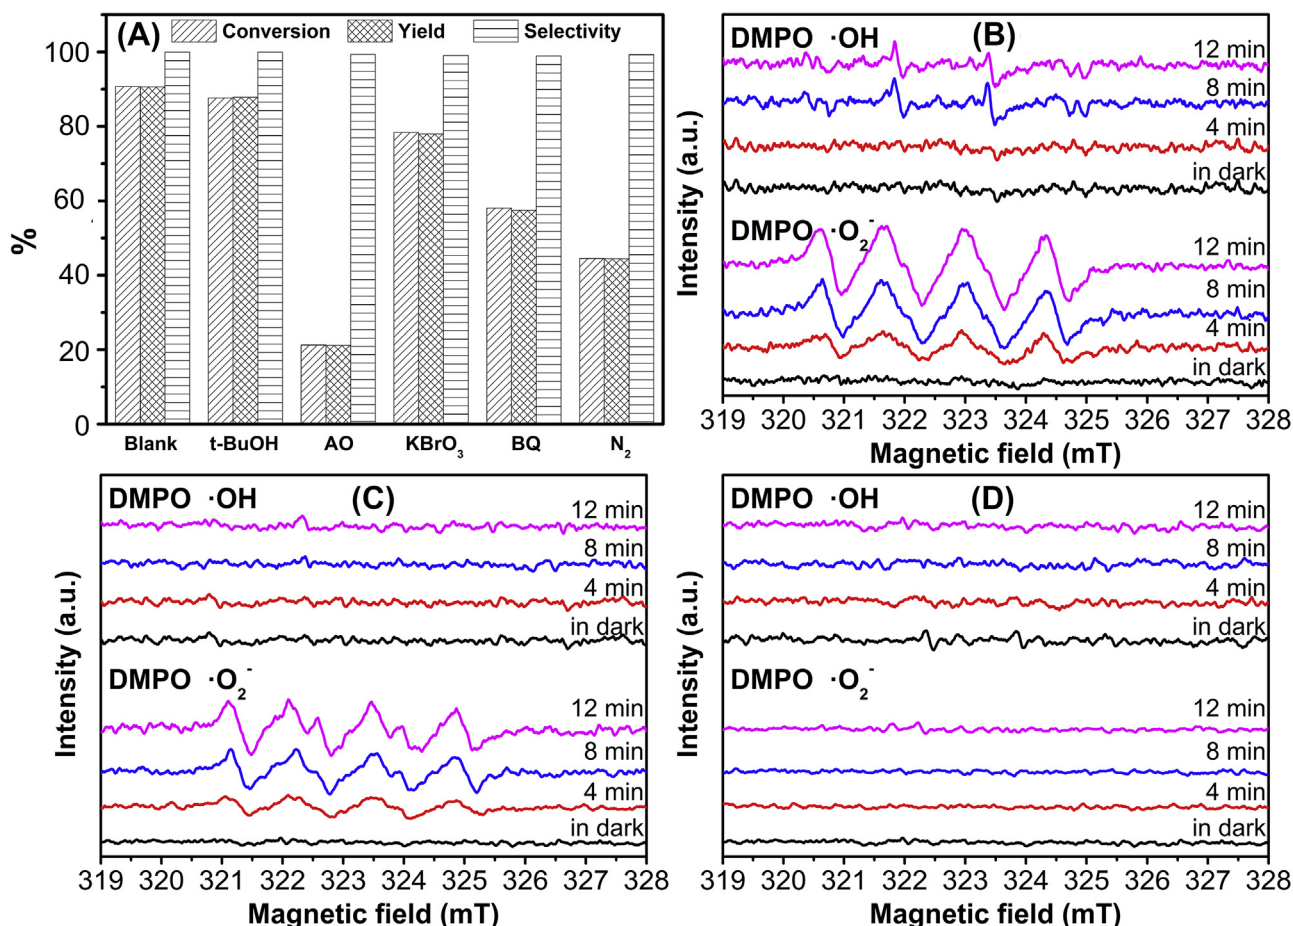 (A) Conversion Yield Selectivity
100
80
60
40
20
0
%
Blank t-BuOH AO KBrO3 BQ N2
DMPO ·OH (B)
12 min
8 min
4 min
in dark
DMPO ·O2-
12 min
8 min
4 min
in dark
Intensity (a.u.)
319 320 321 322 323 324 325 326 327 328
Magnetic field (mT)
DMPO ·OH (C)
12 min
8 min
4 min
in dark
DMPO ·O2-
12 min
8 min
4 min
in dark
Intensity (a.u.)
319 320 321 322 323 324 325 326 327 328
Magnetic field (mT)
DMPO ·OH (D)
12 min
8 min
4 min
in dark
DMPO ·O2-
12 min
8 min
4 min
in dark
Intensity (a.u.)
319 320 321 322 323 324 325 326 327 328
Magnetic field (mT)